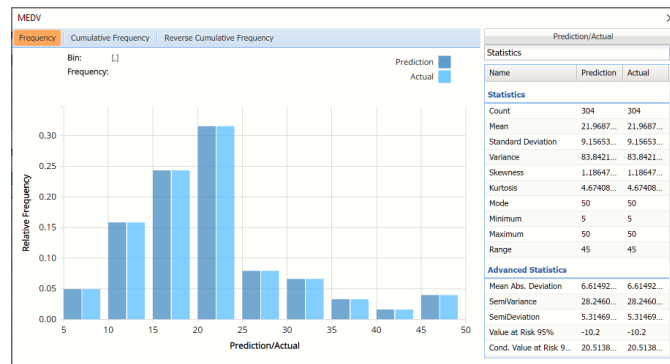 MEDV
Frequency Cumulative Frequency Reverse Cumulative Frequency
Bin: [.]
Frequency:
Prediction
Actual
Relative Frequency
0.30
0.25
0.20
0.15
0.10
0.05
0.00
5 10 15 20 25 30 35 40 45 50
Prediction/Actual
Prediction/Actual
Statistics
Name Prediction Actual
Statistics
Count 304 304
Mean 21.9687... 21.9687...
Standard Deviation 9.15653... 9.15653...
Variance 83.8421... 83.8421...
Skewness 1.18647... 1.18647...
Kurtosis 4.67408... 4.67408...
Mode 50 50
Minimum 5 5
Maximum 50 50
Range 45 45
Advanced Statistics
Mean Abs. Deviation 6.61492... 6.61492...
SemiVariance 28.2460... 28.2460...
SemiDeviation 5.31469... 5.31469...
Value at Risk 95% -10.2 -10.2
Cond. Value at Risk 9... 20.5138... 20.5138...